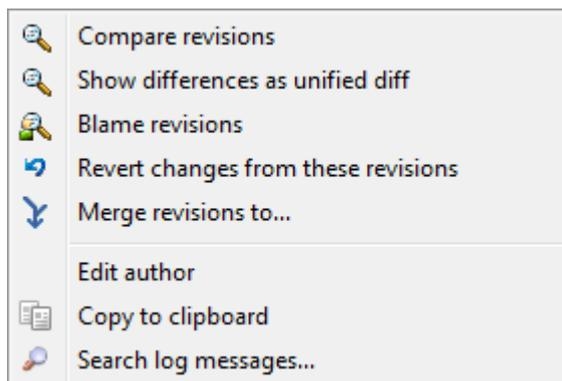 Compare revisions
Show differences as unified diff
Blame revisions
Revert changes from these revisions
Merge revisions to...
Edit author
Copy to clipboard
Search log messages...